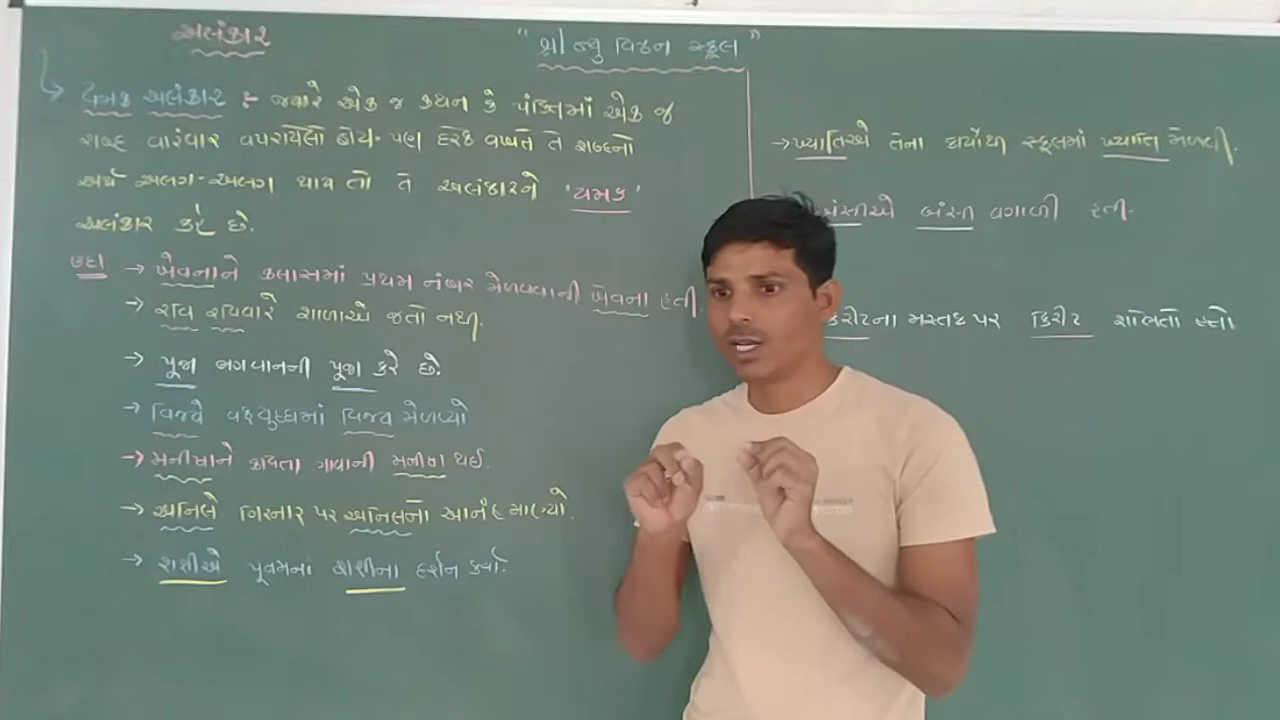 અલંકાર
"શ્રી ન્યુ વિઝન સ્કૂલ"
યમક અલંકાર :- જ્યારે એક જ કથન કે પંક્તિમાં એક જ
શબ્દ વારંવાર વપરાયેલો હોય. પણ દરેક વખતે તે શબ્દનો
અર્થ અલગ-અલગ થાય તો તે અલંકારને 'યમક'
અલંકાર કહે છે.
ઉદા → ખેવનાને કલાસમાં પ્રથમ નંબર મેળવવાની ખેવના હતી.
→ રવિ રવિવારે શાળાએ જતો નથી.
→ પૂજા ભગવાનની પૂજા કરે છે.
→ વિજયે વાક્યુદ્ધમાં વિજય મેળવ્યો
→ મનીષાને કવિતા ગાવાની મનીષા થઈ.
→ અનિલે ગિરનાર પર અનિલનો આનંદ માણ્યો.
→ શશીએ પૂનમના શશીના દર્શન કર્યા.
→ ખ્યાતિએ તેના કાર્યોથી સ્કૂલમાં ખ્યાતિ મેળવી.
બંસીએ બંસી વગાળી હતી.
કિરીટના મસ્તક પર કિરીટ શોભતો હતો